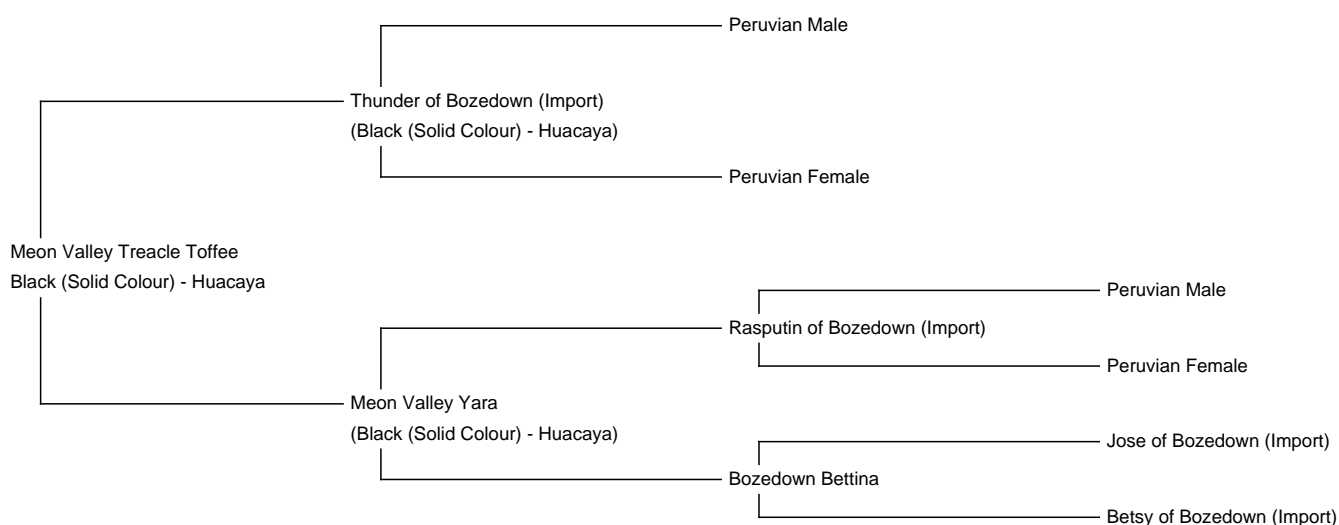 Peruvian Male
Thunder of Bozedown (Import)
(Black (Solid Colour) - Huacaya)
Peruvian Female
Meon Valley Treacle Toffee
Black (Solid Colour) - Huacaya
Peruvian Male
Rasputin of Bozedown (Import)
Peruvian Female
Meon Valley Yara
(Black (Solid Colour) - Huacaya)
Jose of Bozedown (Import)
Bozedown Bettina
Betsy of Bozedown (Import)